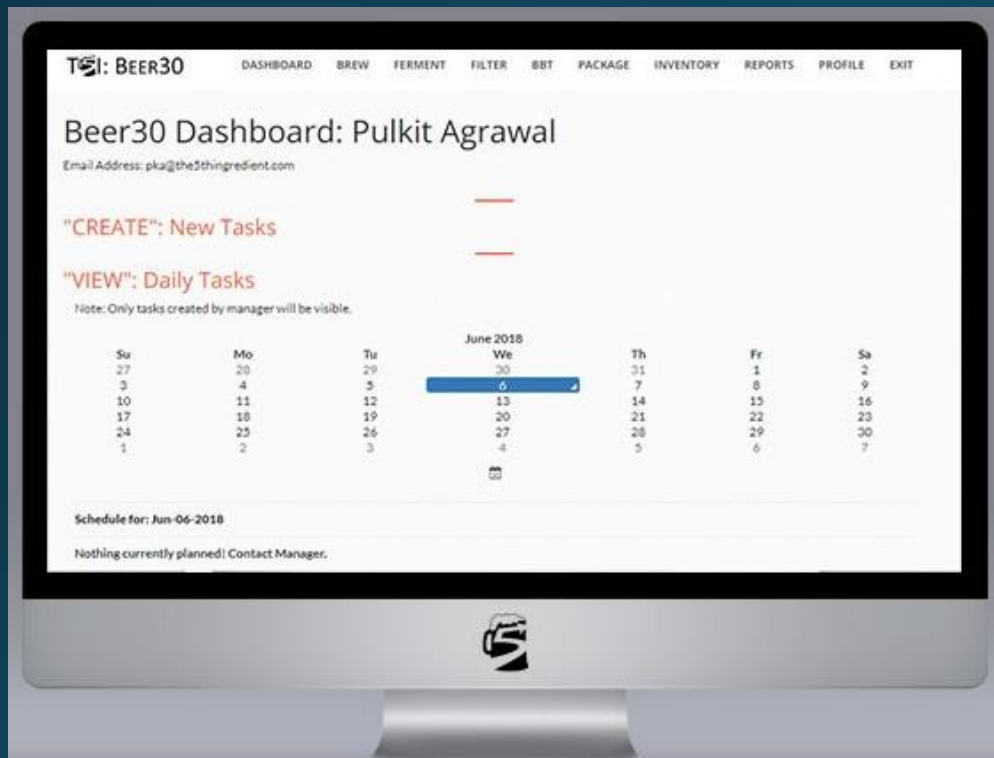 T5I: BEER30 DASHBOARD BREW FERMENT FILTER BBT PACKAGE INVENTORY REPORTS PROFILE EXIT
Beer30 Dashboard: Pulkit Agrawal
Email Address: pka@the5thingredient.com
"CREATE": New Tasks
"VIEW": Daily Tasks
Note: Only tasks created by manager will be visible.
June 2018
Su Mo Tu We Th Fr Sa
27 28 29 30 31 1 2
3 4 5 6 7 8 9
10 11 12 13 14 15 16
17 18 19 20 21 22 23
24 25 26 27 28 29 30
1 2 3 4 5 6 7
Schedule for: Jun-06-2018
Nothing currently planned! Contact Manager.
5